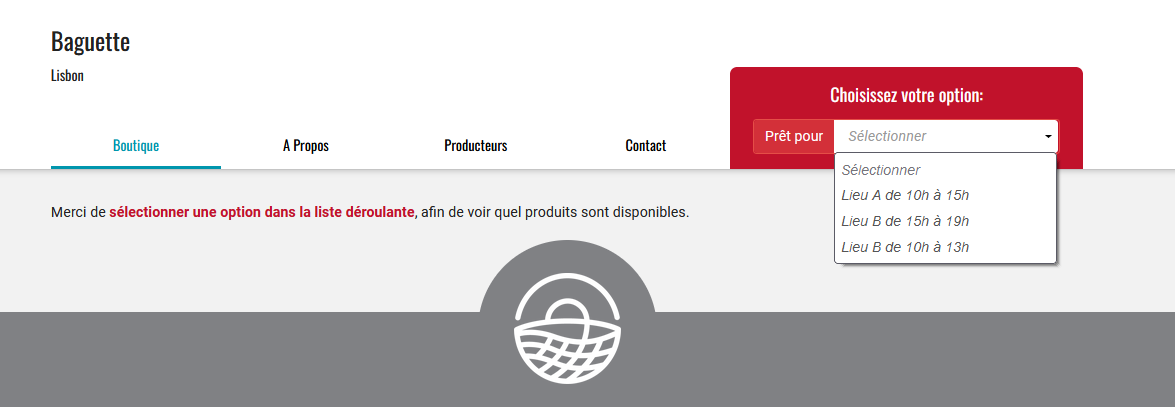 Baguette
Lisbon
Choisissez votre option:
Prêt pour Sélectionner
Boutique A Propos Producteurs Contact
Sélectionner
Lieu A de 10h à 15h
Lieu B de 15h à 19h
Lieu B de 10h à 13h
Merci de sélectionner une option dans la liste déroulante, afin de voir quel produits sont disponibles.